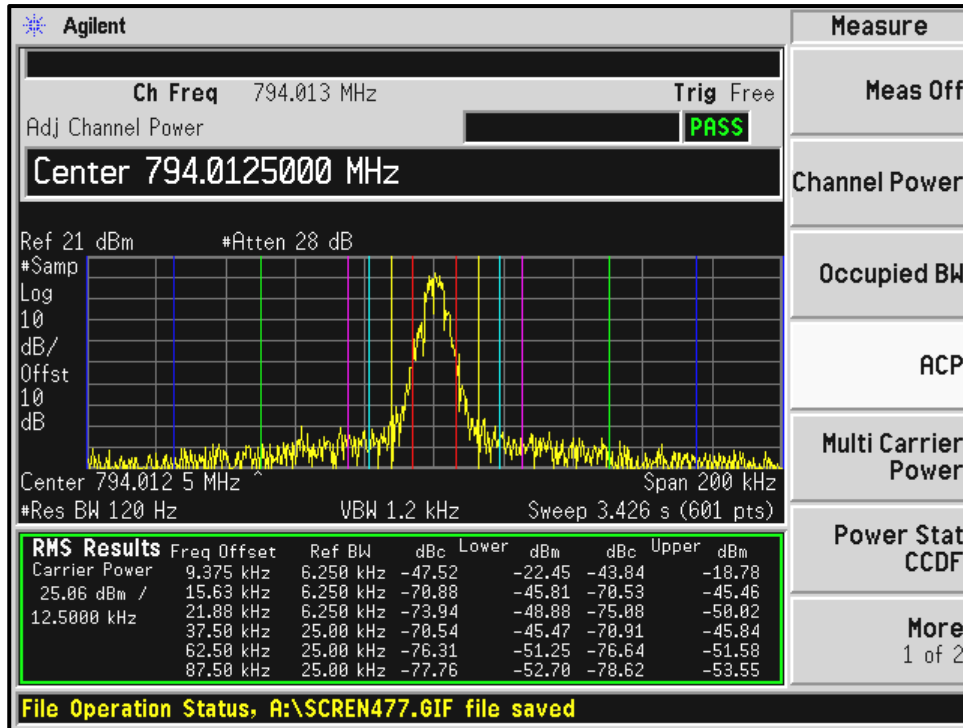 Agilent
Measure
Ch Freq 794.013 MHz Trig Free
Adj Channel Power PASS
Center 794.0125000 MHz
Ref 21 dBm #Atten 28 dB
#Samp
Log
10
dB/
Offst
10
dB
Center 794.012 5 MHz ^ Span 200 kHz
#Res BW 120 Hz VBW 1.2 kHz Sweep 3.426 s (601 pts)
RMS Results Freq Offset Ref BW dBc Lower dBm dBc Upper dBm
Carrier Power 9.375 kHz 6.250 kHz -47.52 -22.45 -43.84 -18.78
25.06 dBm / 15.63 kHz 6.250 kHz -70.88 -45.81 -70.53 -45.46
12.5000 kHz 21.88 kHz 6.250 kHz -73.94 -48.88 -75.08 -50.02
37.50 kHz 25.00 kHz -70.54 -45.47 -70.91 -45.84
62.50 kHz 25.00 kHz -76.31 -51.25 -76.64 -51.58
87.50 kHz 25.00 kHz -77.76 -52.70 -78.62 -53.55
File Operation Status, A:\SCREN477.GIF file saved
Meas Off
Channel Power
Occupied BW
ACP
Multi Carrier
Power
Power Stat
CCDF
More
1 of 2